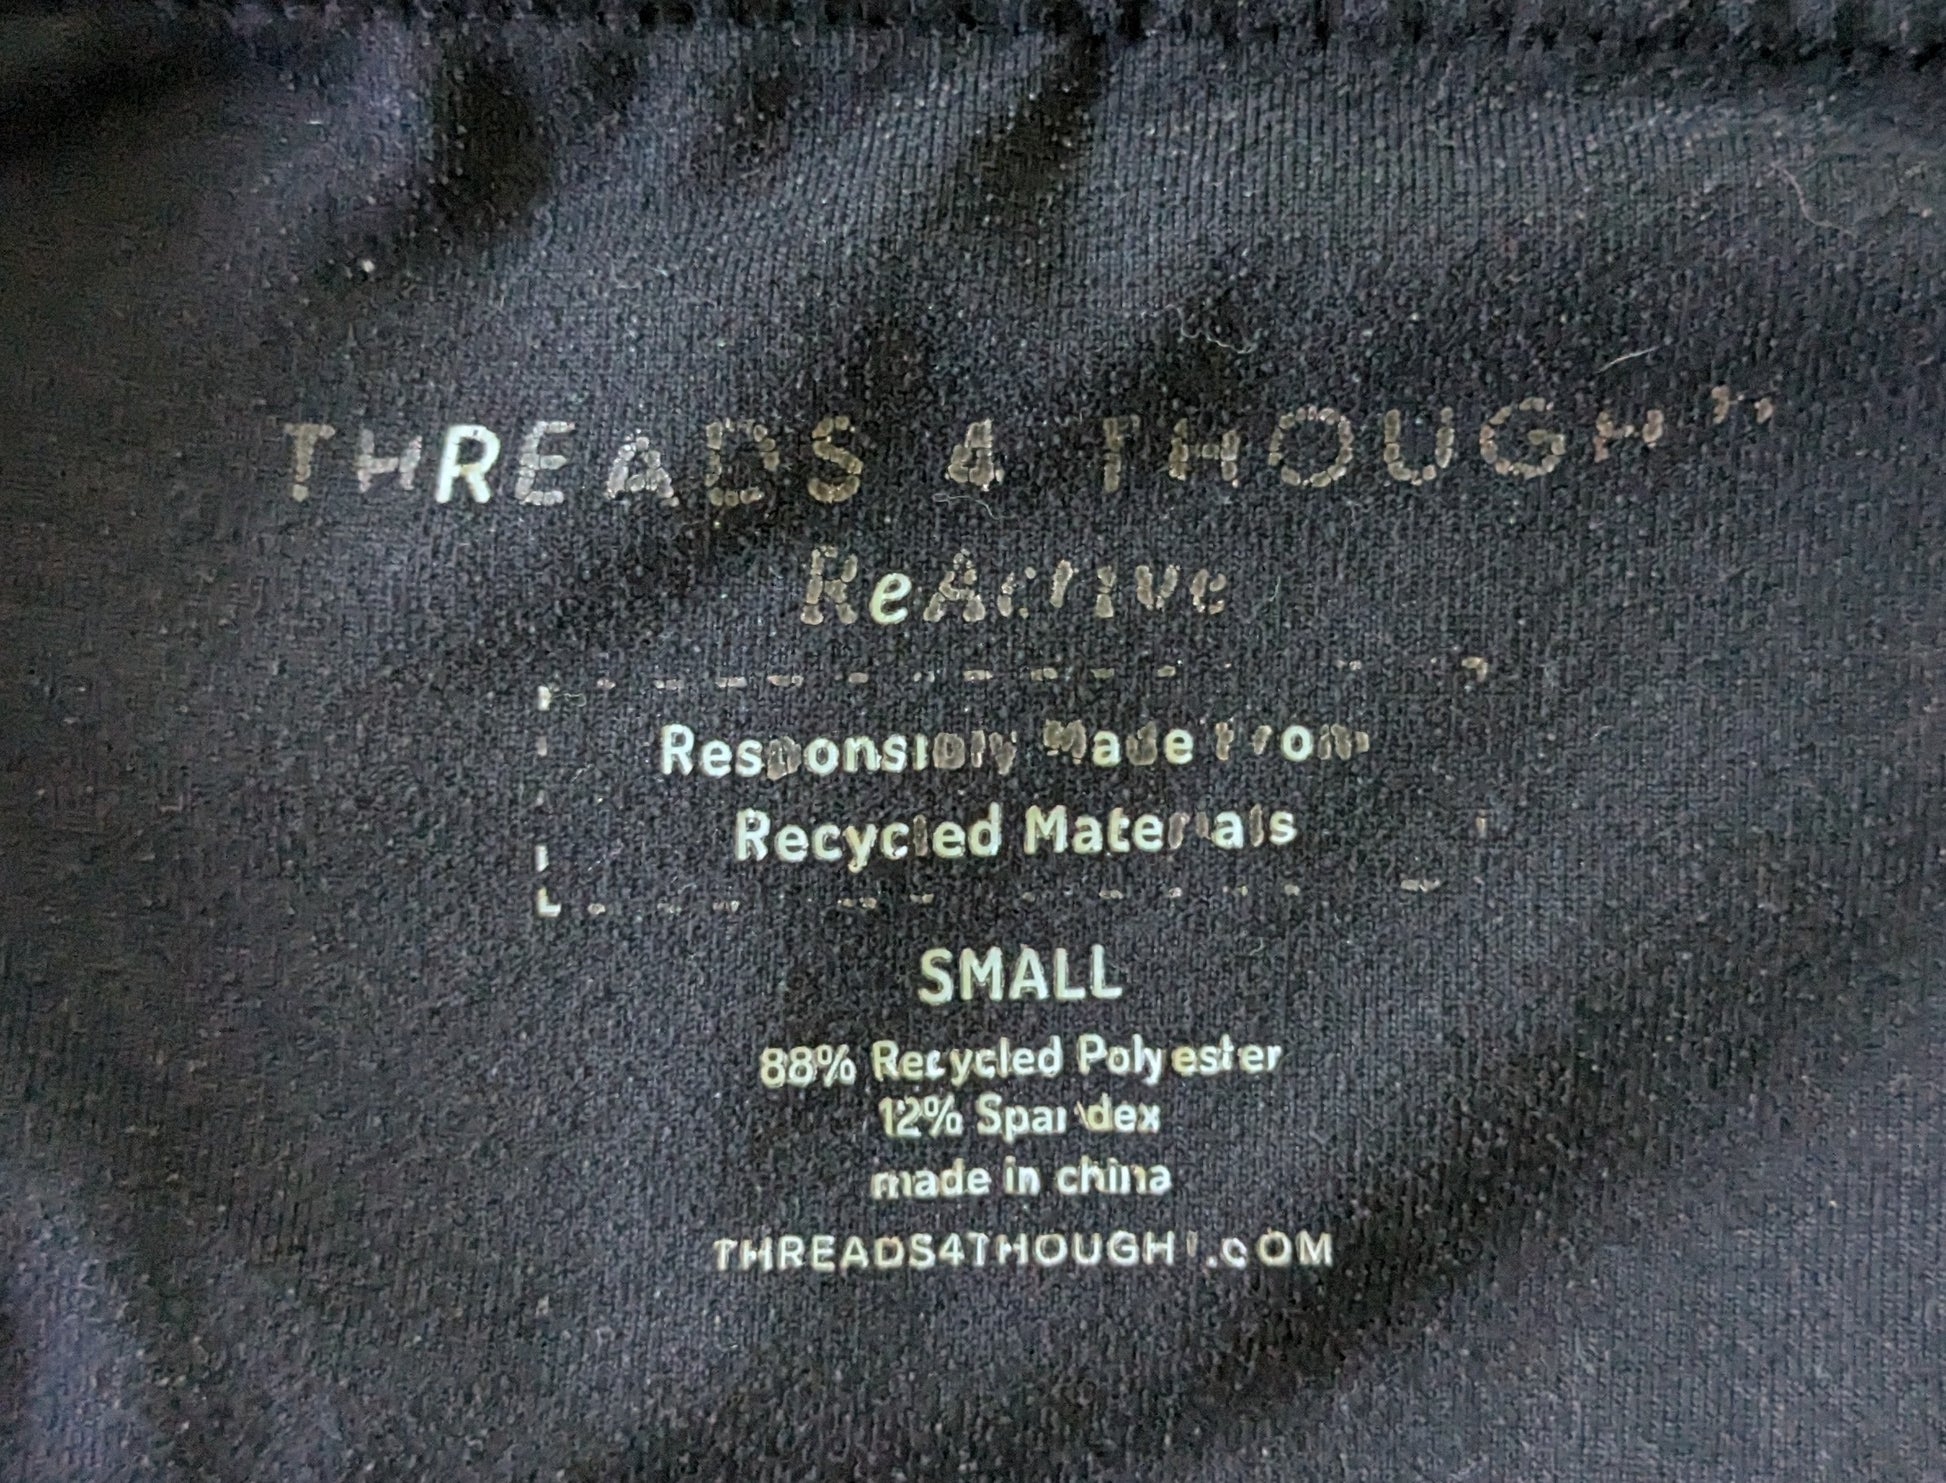 THREADS 4 THOUGHT
ReActive
Responsibly Made From
Recycled Materials
SMALL
88% Recycled Polyester
12% Spandex
made in china
THREADS4THOUGHT.COM